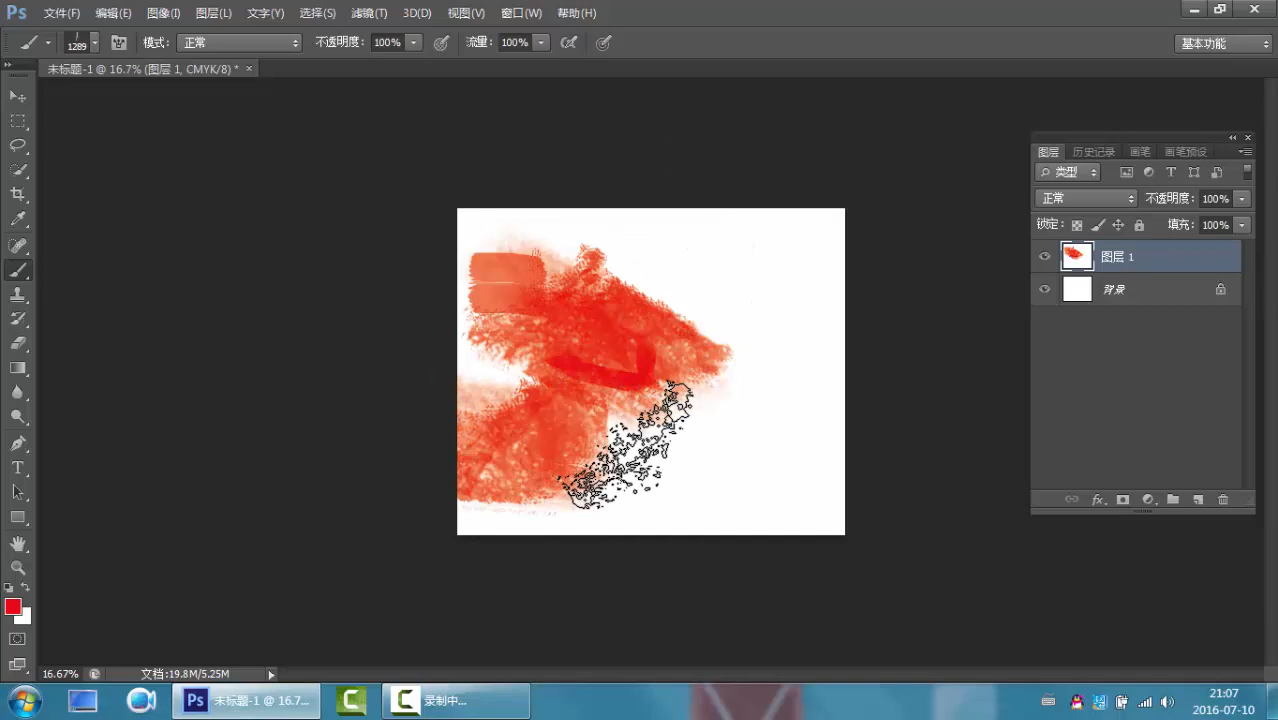 Ps 文件(F) 编辑(E) 图像(I) 图层(L) 文字(Y) 选择(S) 滤镜(T) 3D(D) 视图(V) 窗口(W) 帮助(H)
1289 模式: 正常 不透明度: 100% 流量: 100% 基本功能
未标题-1 @ 16.7% (图层 1, CMYK/8) * ×
图层 历史记录 画笔 画笔预设
类型
正常 不透明度: 100%
锁定: 填充: 100%
图层 1
背景
fx
16.67% 文档:19.8M/5.25M
Ps 未标题-1 @ 16.7... 录制中... 21:07
2016-07-10